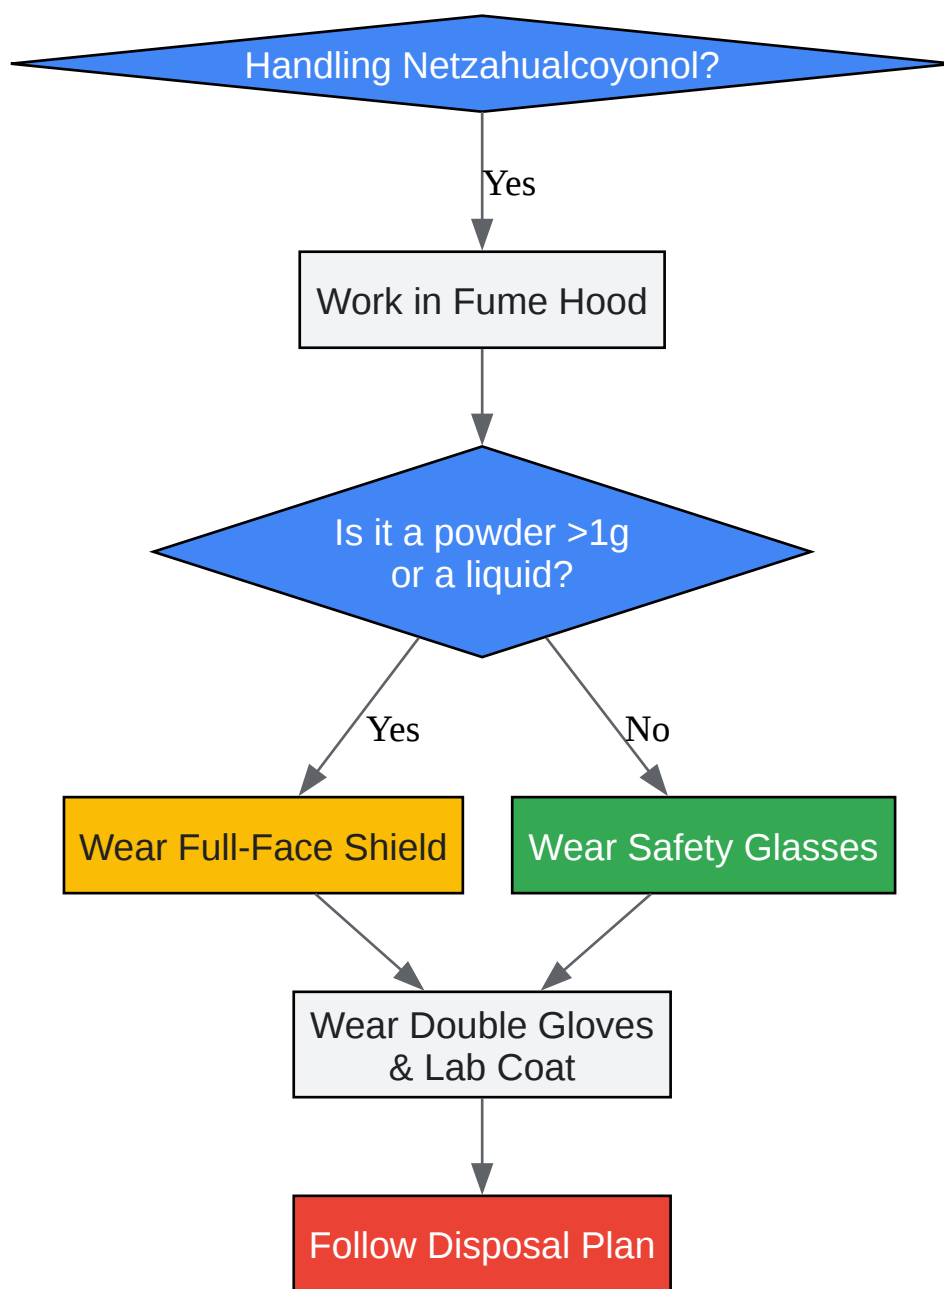 Handling Netzahualcoyonol?
Yes
Work in Fume Hood
Is it a powder >1g
or a liquid?
Yes
No
Wear Full-Face Shield
Wear Safety Glasses
Wear Double Gloves
& Lab Coat
Follow Disposal Plan